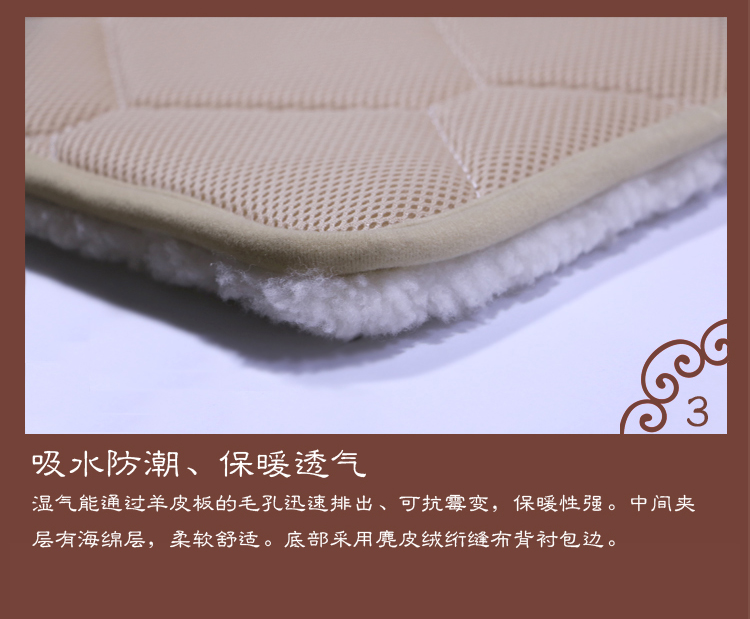 3
吸水防潮、保暖透气
湿气能通过羊皮板的毛孔迅速排出、可抗霉变，保暖性强。中间夹
层有海绵层，柔软舒适。底部采用麂皮绒绗缝布背衬包边。